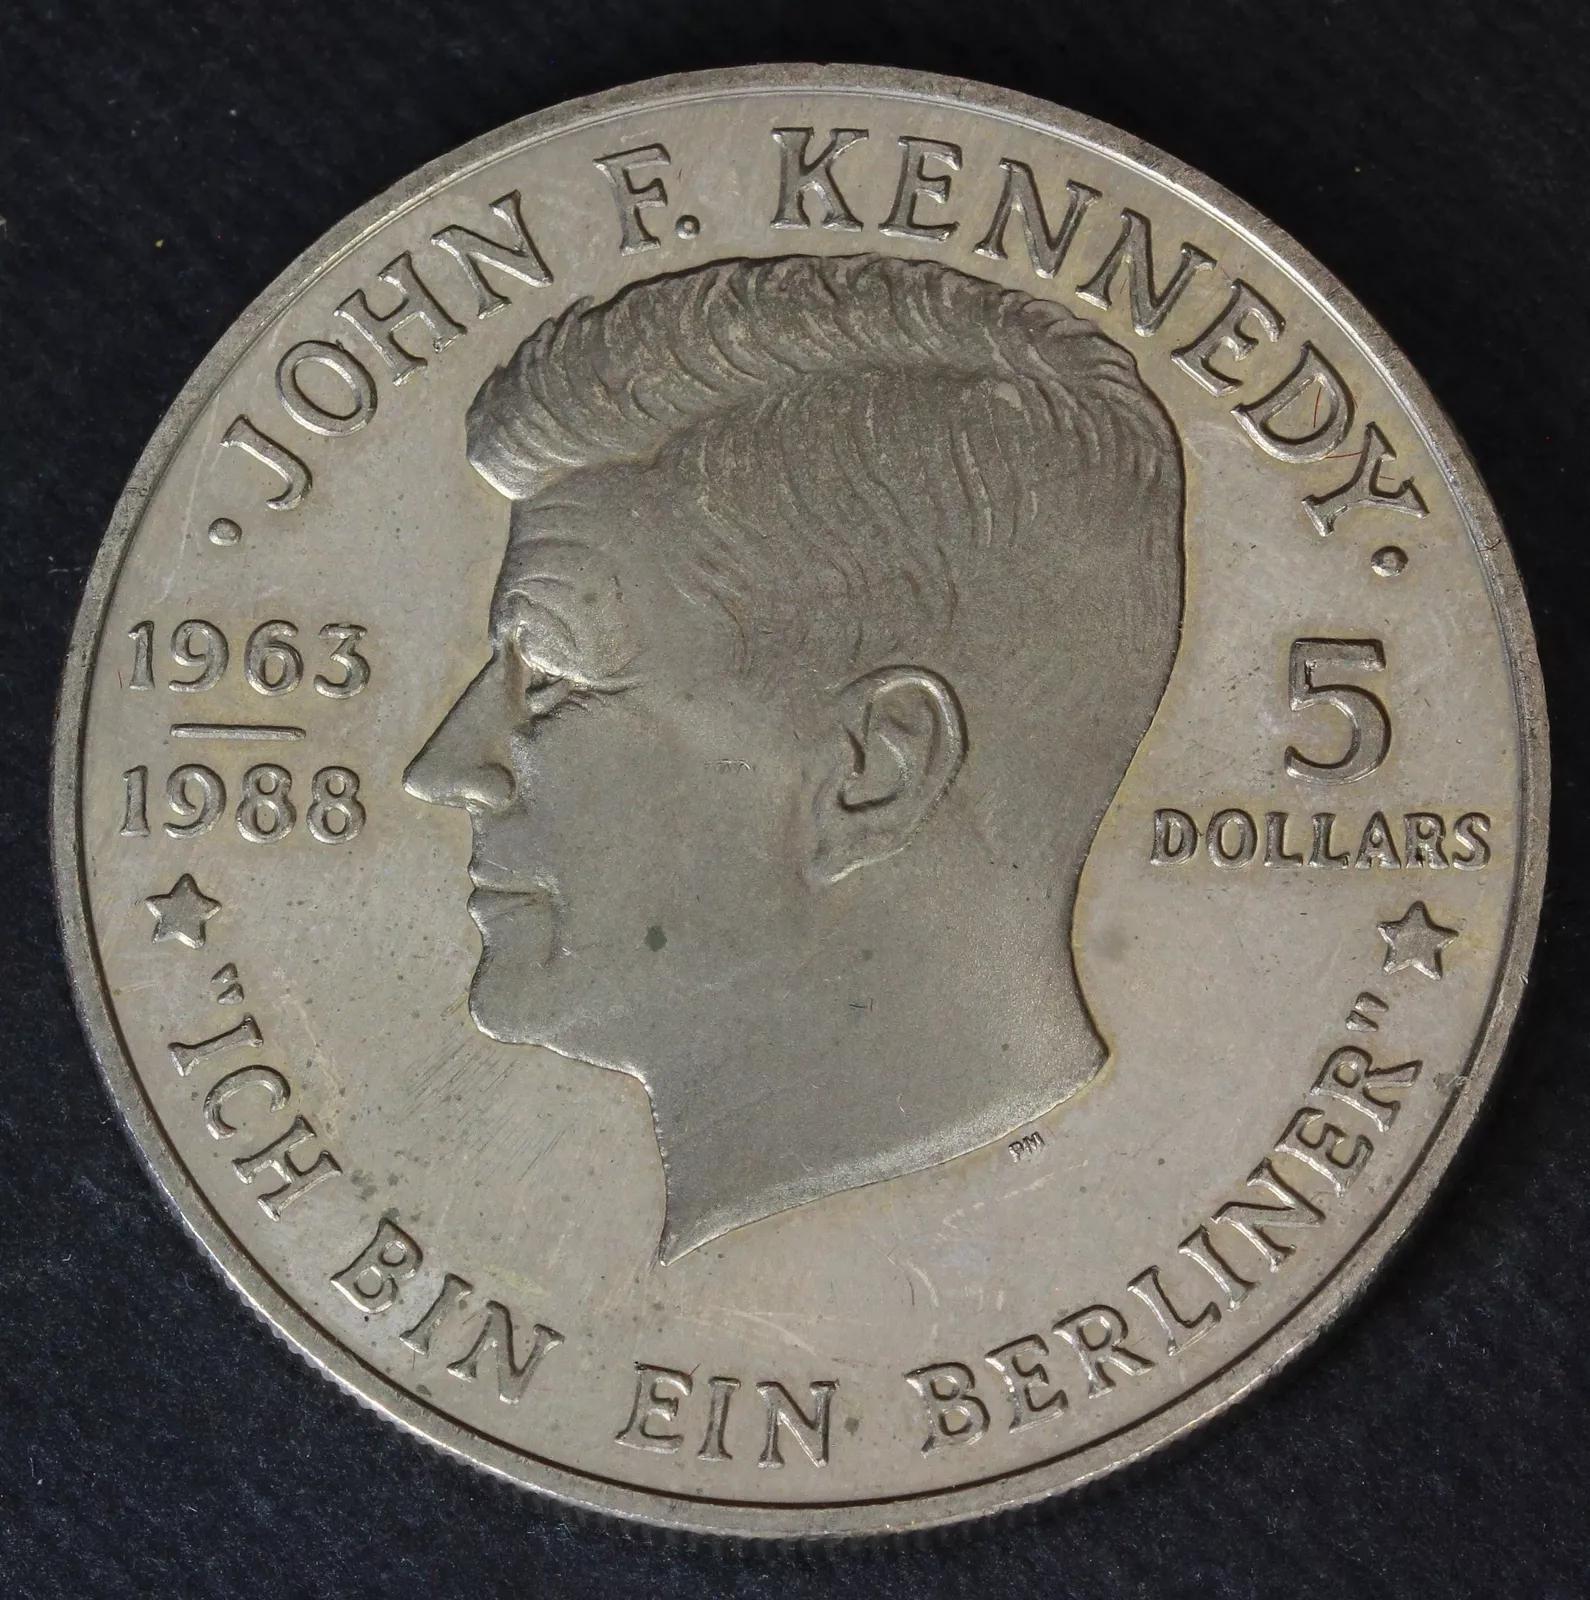 ·JOHN F. KENNEDY·
1963
1988
5
DOLLARS
PM
"ICH BIN EIN BERLINER"